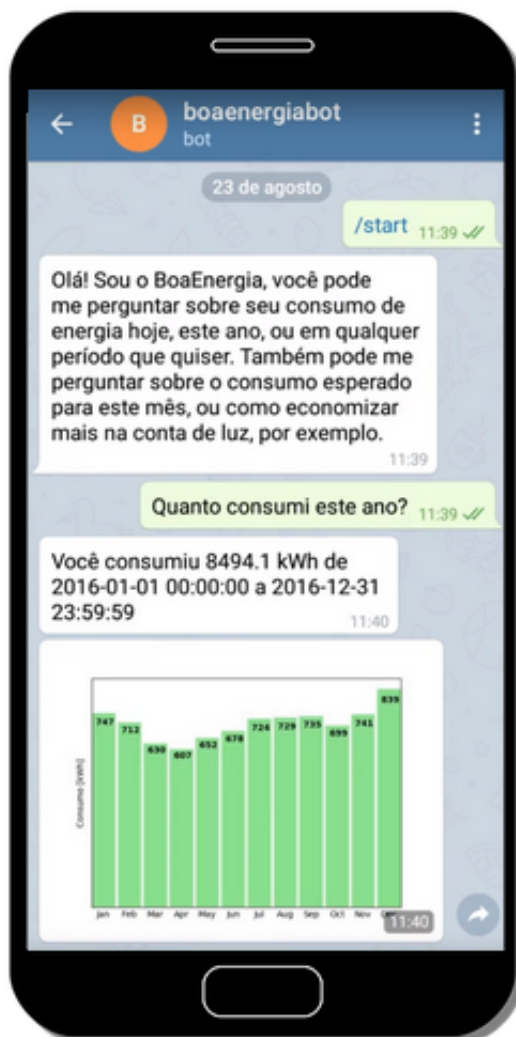 boaenergiabot
B
bot
23 de agosto
/start 11:39
Olá! Sou o BoaEnergia, você pode
me perguntar sobre seu consumo de
energia hoje, este ano, ou em qualquer
período que quiser. Também pode me
perguntar sobre o consumo esperado
para este mês, ou como economizar
mais na conta de luz, por exemplo.
11:39
Quanto consumi este ano? 11:39
Você consumiu 8494.1 kWh de
2016-01-01 00:00:00 a 2016-12-31
23:59:59
11:40
Consumo [kWh]
747 712 630 607 652 678 724 729 735 699 741 839
Jan Feb Mar Apr May Jun Jul Aug Sep Oct Nov
11:40